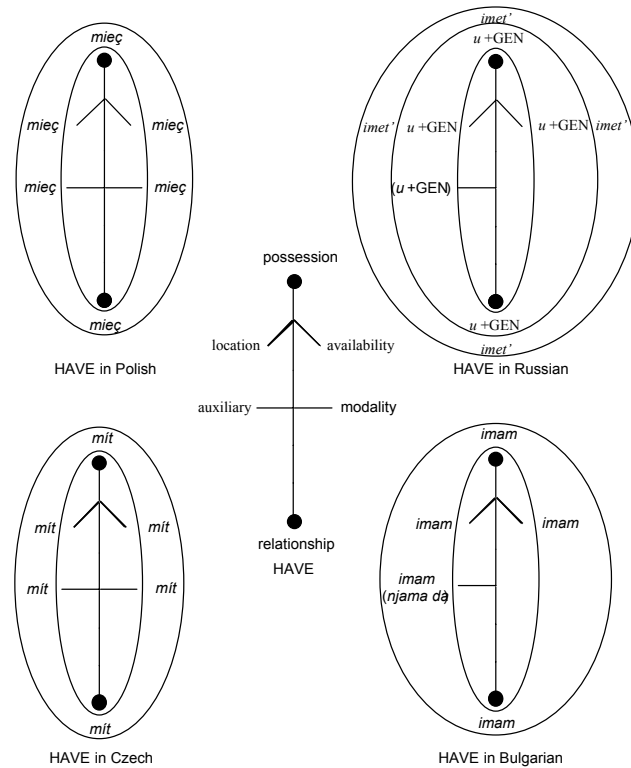 mieç
mieç mieç
mieç mieç
mieç
HAVE in Polish
imet’
u +GEN
imet’ u +GEN u +GEN imet’
(u +GEN)
u +GEN
imet’
HAVE in Russian
possession
location availability
auxiliary modality
relationship
HAVE
mít
mít mít
mít mít
mít
HAVE in Czech
imam
imam imam
imam
(njama da)
imam
HAVE in Bulgarian